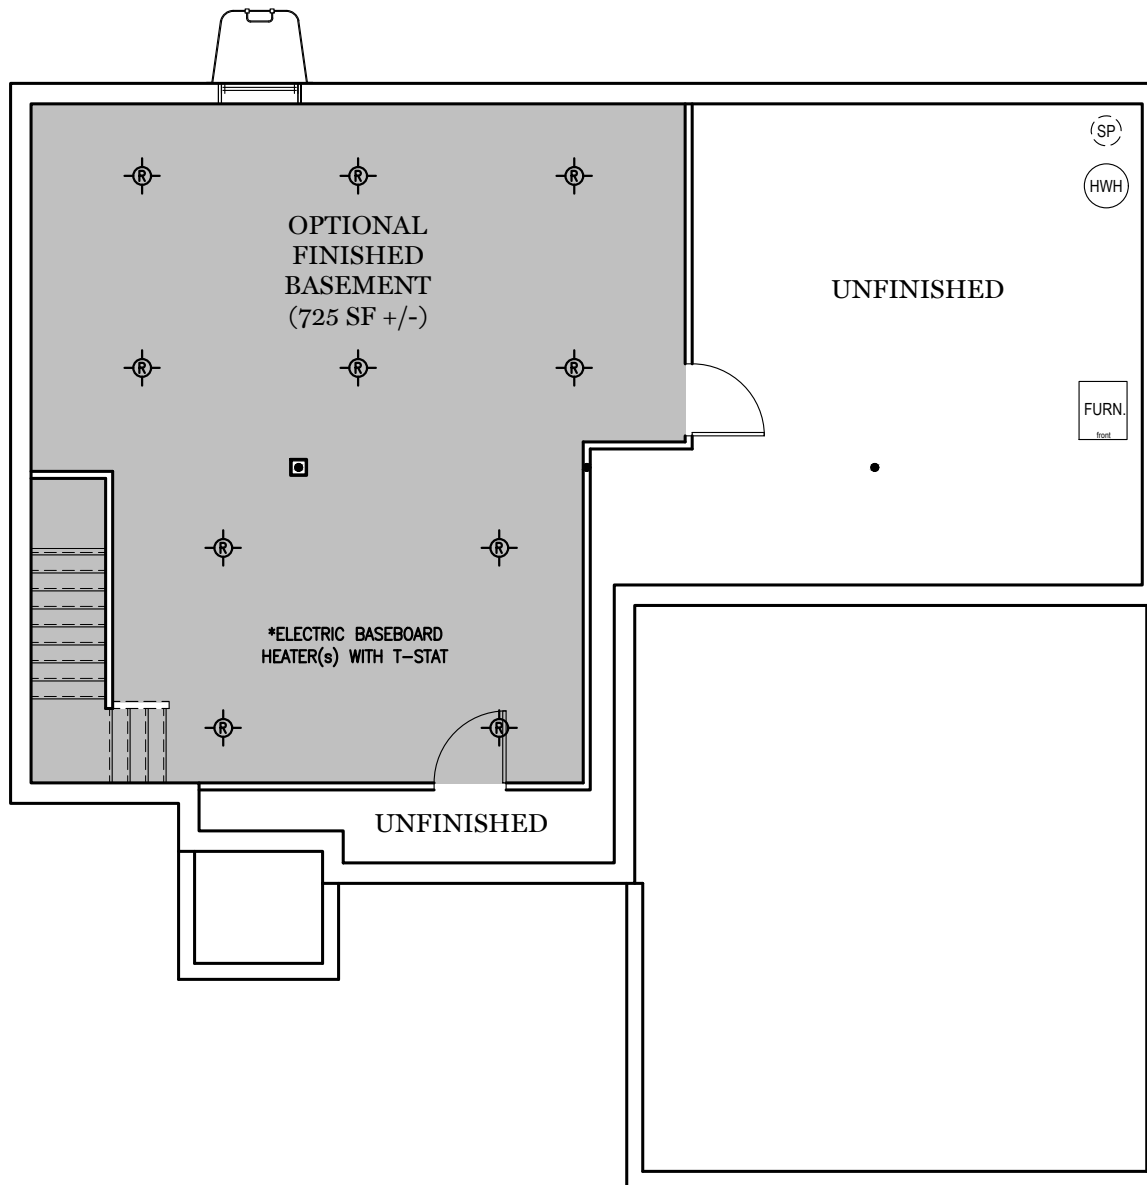 SP
HWH
R
R
R
OPTIONAL
FINISHED
BASEMENT
(725 SF +/-)
UNFINISHED
R
R
R
FURN.
front
R
R
*ELECTRIC BASEBOARD
HEATER(s) WITH T-STAT
R
R
UNFINISHED